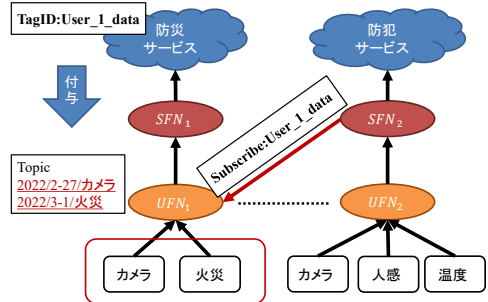 TagID:User_1_data
防災
サービス
防犯
サービス
付与
SFN₁
SFN₂
Subscribe:User_1_data
Topic
2022/2-27/カメラ
2022/3-1/火災
UFN₁
UFN₂
カメラ
火災
カメラ
人感
温度